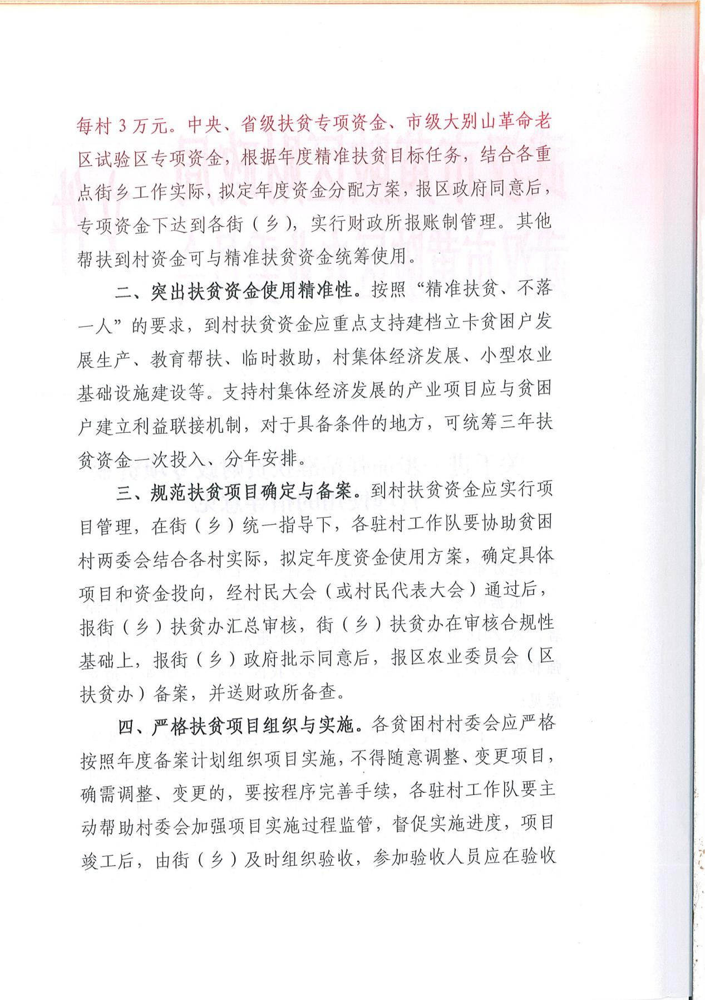 每村3万元。中央、省级扶贫专项资金、市级大别山革命老
区试验区专项资金，根据年度精准扶贫目标任务，结合各重
点街乡工作实际，拟定年度资金分配方案，报区政府同意后，
专项资金下达到各街（乡），实行财政所报账制管理。其他
帮扶到村资金可与精准扶贫资金统筹使用。
二、突出扶贫资金使用精准性。按照“精准扶贫、不落
一人”的要求，到村扶贫资金应重点支持建档立卡贫困户发
展生产、教育帮扶、临时救助，村集体经济发展、小型农业
基础设施建设等。支持村集体经济发展的产业项目应与贫困
户建立利益联接机制，对于具备条件的地方，可统筹三年扶
贫资金一次投入、分年安排。
三、规范扶贫项目确定与备案。到村扶贫资金应实行项
目管理，在街（乡）统一指导下，各驻村工作队要协助贫困
村两委会结合各村实际，拟定年度资金使用方案，确定具体
项目和资金投向，经村民大会（或村民代表大会）通过后，
报街（乡）扶贫办汇总审核，街（乡）扶贫办在审核合规性
基础上，报街（乡）政府批示同意后，报区农业委员会（区
扶贫办）备案，并送财政所备查。
四、严格扶贫项目组织与实施。各贫困村村委会应严格
按照年度备案计划组织项目实施，不得随意调整、变更项目，
确需调整、变更的，要按程序完善手续，各驻村工作队要主
动帮助村委会加强项目实施过程监管，督促实施进度，项目
竣工后，由街（乡）及时组织验收，参加验收人员应在验收